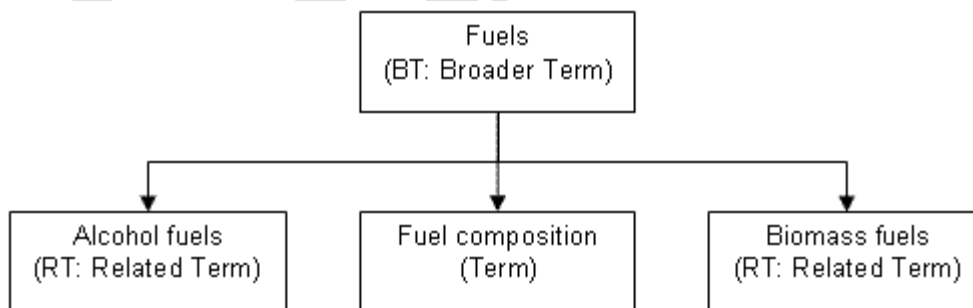 Fuels
(BT: Broader Term)
Alcohol fuels
(RT: Related Term)
Fuel composition
(Term)
Biomass fuels
(RT: Related Term)